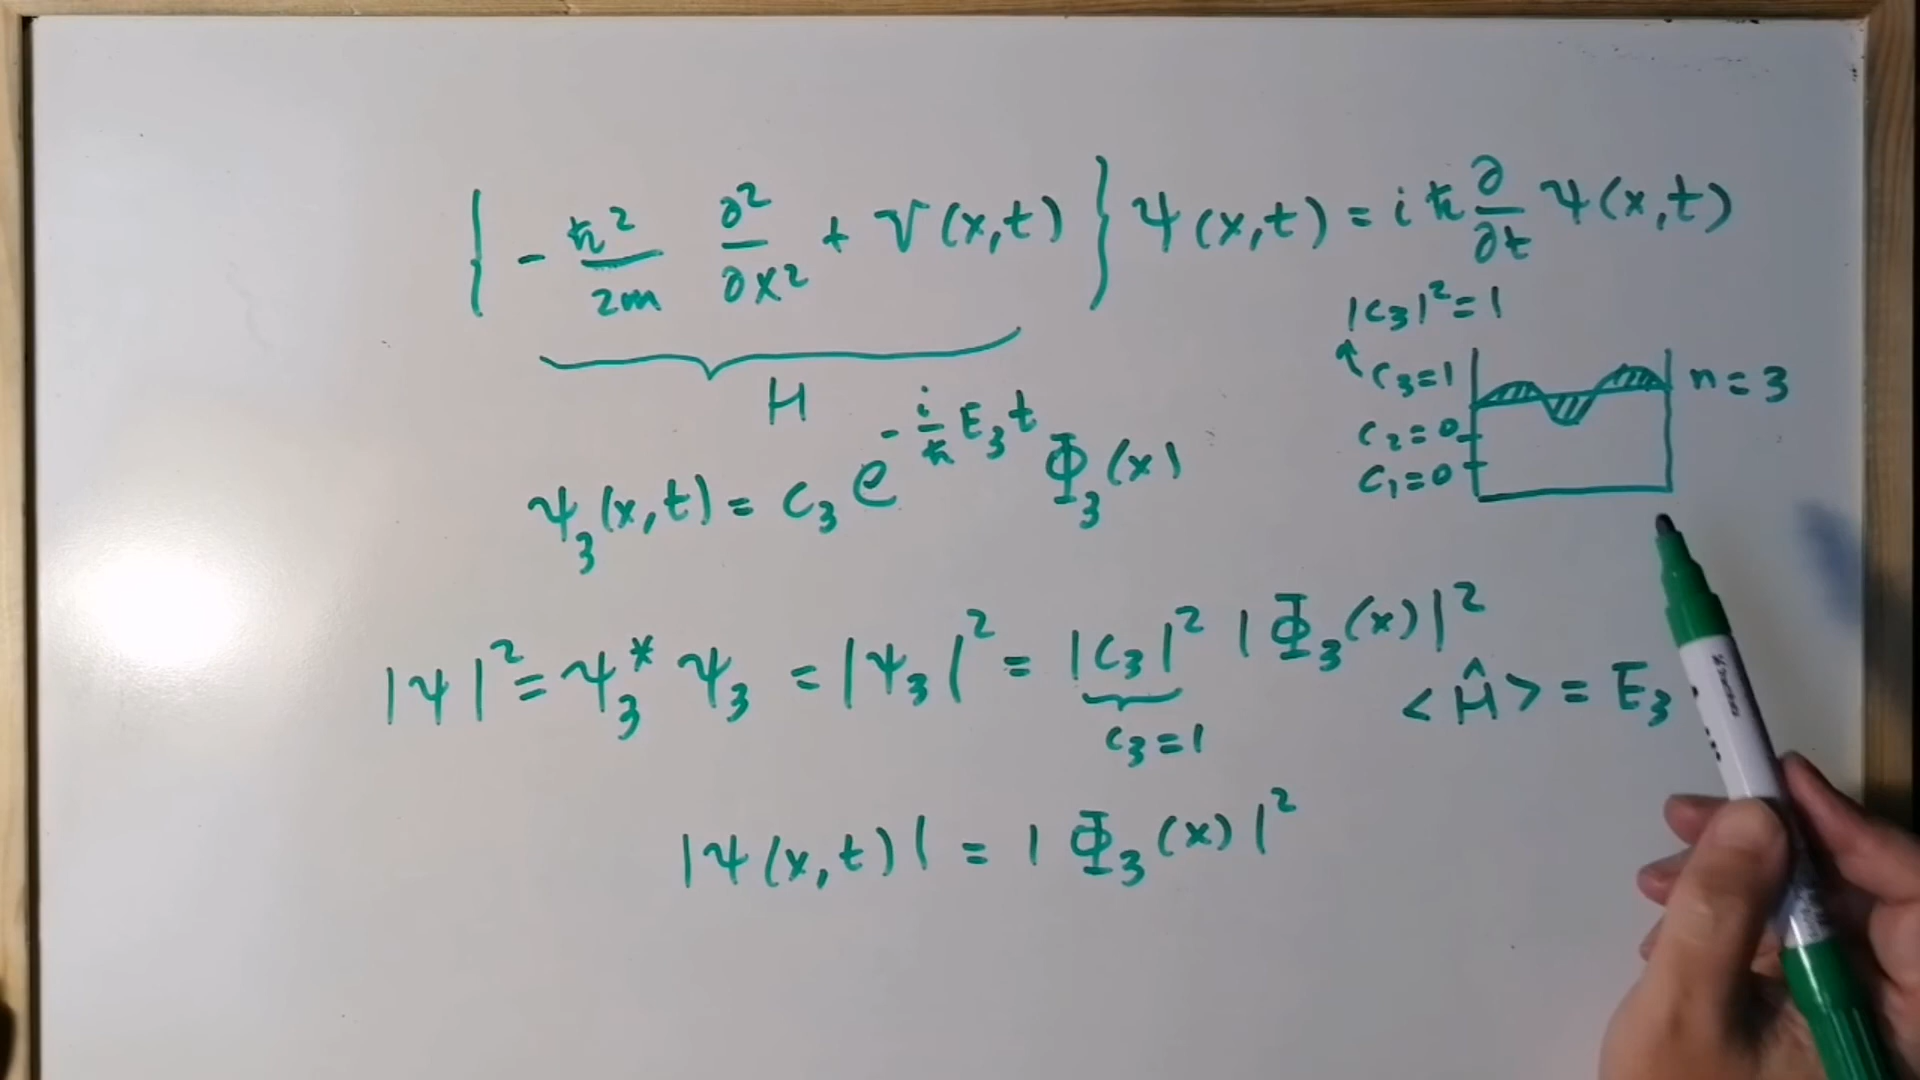 { - ħ²/2m ∂²/∂x² + V(x,t) } Ψ(x,t) = iħ ∂/∂t Ψ(x,t)
H
|c₃|² = 1
c₃=1
n = 3
c₂=0
c₁=0
Ψ₃(x,t) = c₃ e^{-i/ħ E₃t} Φ₃(x)
|Ψ|² = Ψ₃* Ψ₃ = |Ψ₃|² = |c₃|² |Φ₃(x)|²
c₃=1
<Ĥ> = E₃
|Ψ(x,t)| = |Φ₃(x)|²